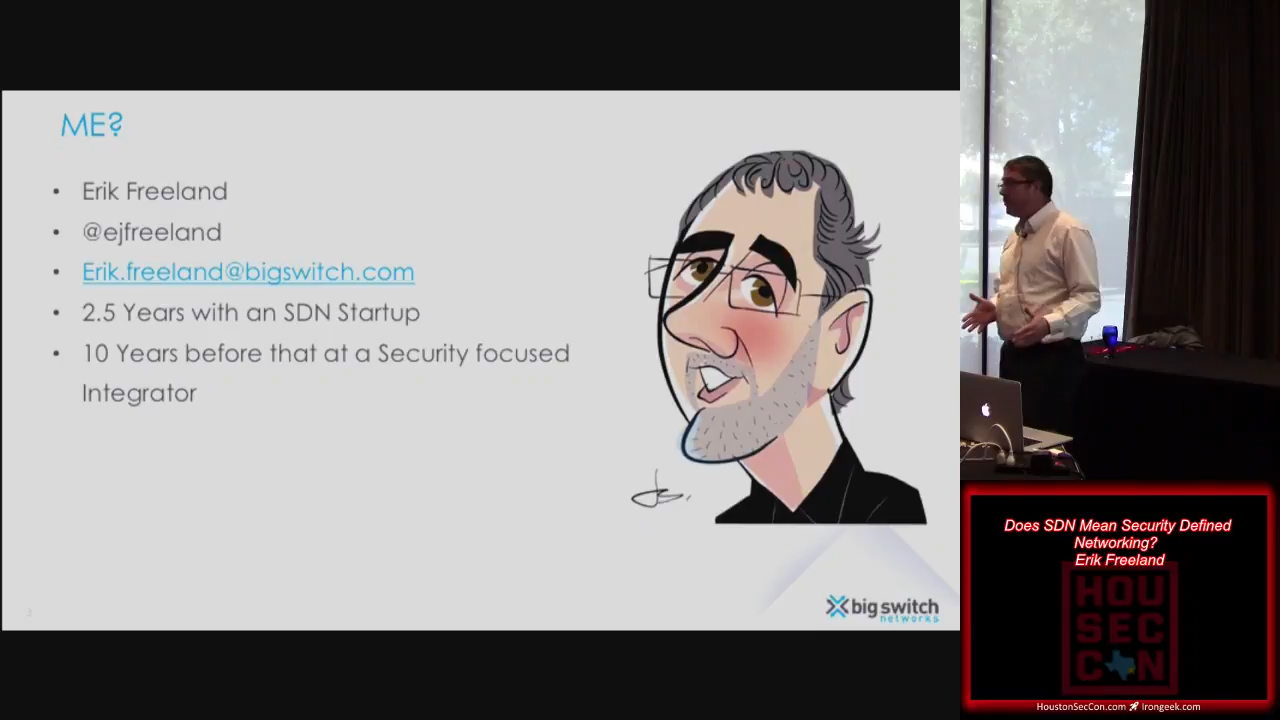 ME?
• Erik Freeland
• @ejfreeland
• Erik.freeland@bigswitch.com
• 2.5 Years with an SDN Startup
• 10 Years before that at a Security focused
Integrator
2
big switch
networks
Does SDN Mean Security Defined
Networking?
Erik Freeland
HOU
SEC
CON
HoustonSecCon.com Irongeek.com